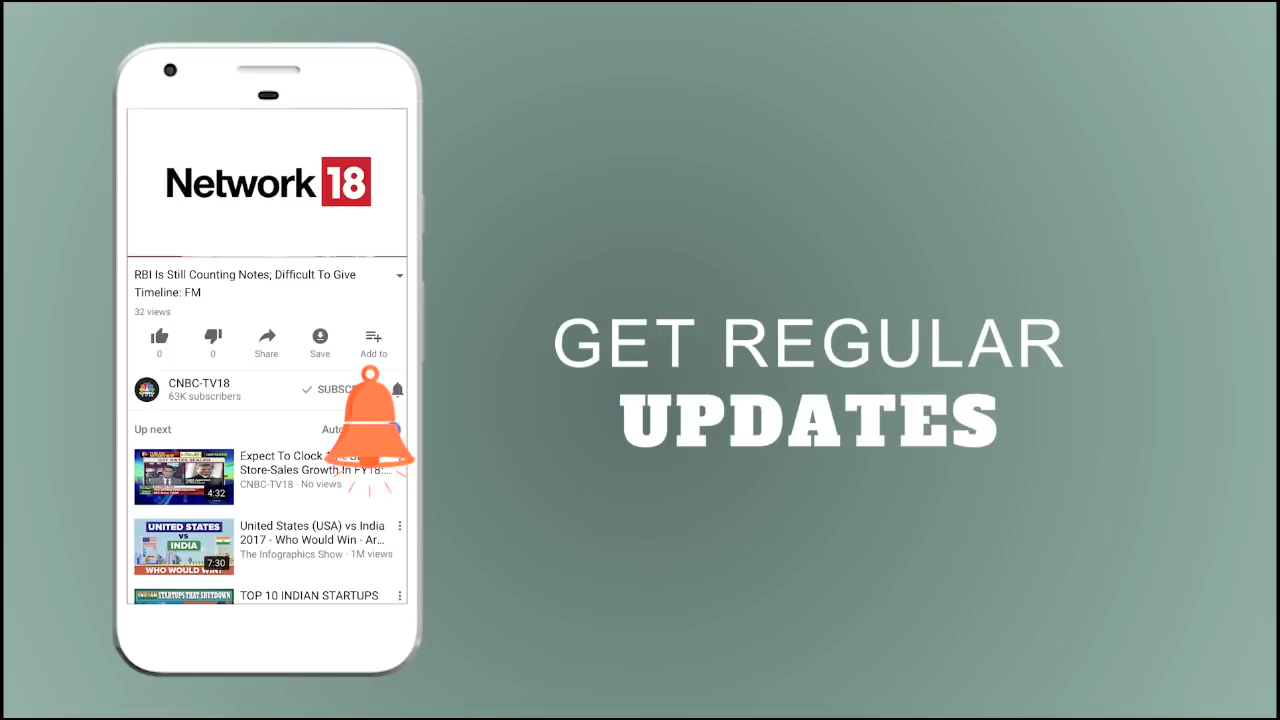 Network 18
RBI Is Still Counting Notes; Difficult To Give
Timeline: FM
32 views
0
0
Share
Save
Add to
CNBC-TV18
63K subscribers
Up next
Expect To Clock
Store-Sales Growth In FY18:...
CNBC-TV18 · No views
4:32
UNITED STATES
VS
INDIA
WHO WOULD
7:30
United States (USA) vs India
2017 - Who Would Win - Ar...
The Infographics Show · 1M views
STARTUPS THAT SHUTDOWN
TOP 10 INDIAN STARTUPS
GET REGULAR
UPDATES